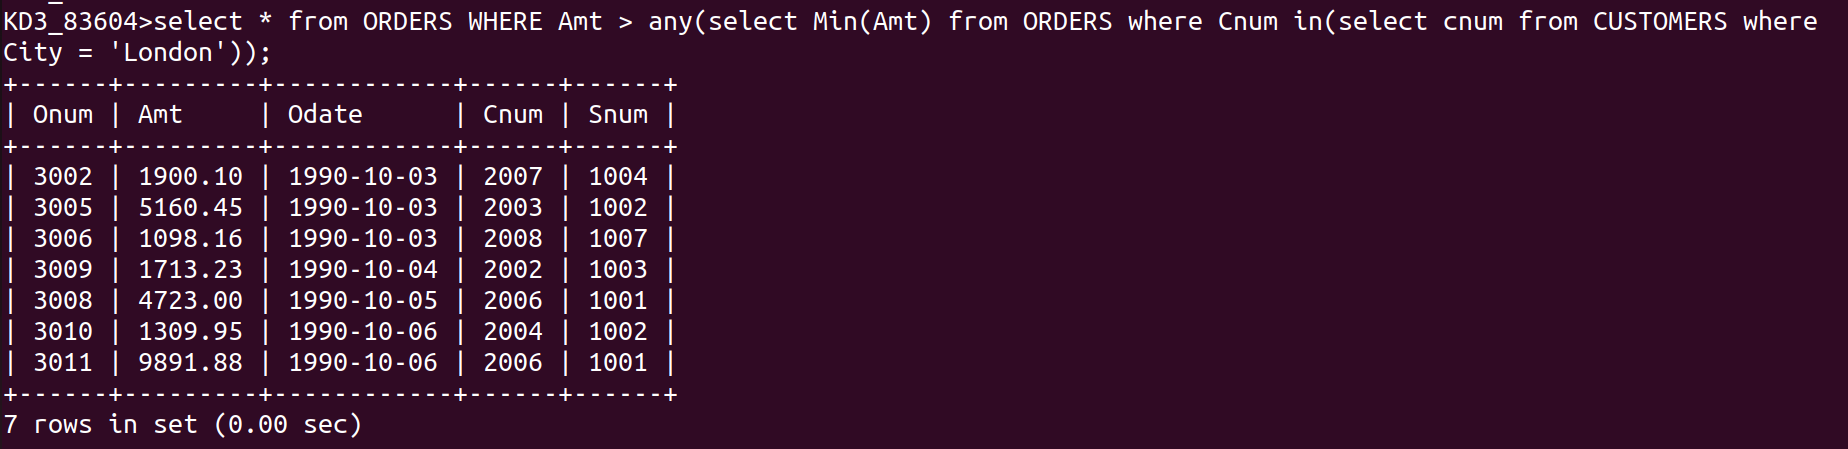 KD3_83604>select * from ORDERS WHERE Amt > any(select Min(Amt) from ORDERS where Cnum in(select cnum from CUSTOMERS where
City = 'London'));
+------+---------+------------+------+------+
| Onum | Amt     | Odate      | Cnum | Snum |
+------+---------+------------+------+------+
| 3002 | 1900.10 | 1990-10-03 | 2007 | 1004 |
| 3005 | 5160.45 | 1990-10-03 | 2003 | 1002 |
| 3006 | 1098.16 | 1990-10-03 | 2008 | 1007 |
| 3009 | 1713.23 | 1990-10-04 | 2002 | 1003 |
| 3008 | 4723.00 | 1990-10-05 | 2006 | 1001 |
| 3010 | 1309.95 | 1990-10-06 | 2004 | 1002 |
| 3011 | 9891.88 | 1990-10-06 | 2006 | 1001 |
+------+---------+------------+------+------+
7 rows in set (0.00 sec)